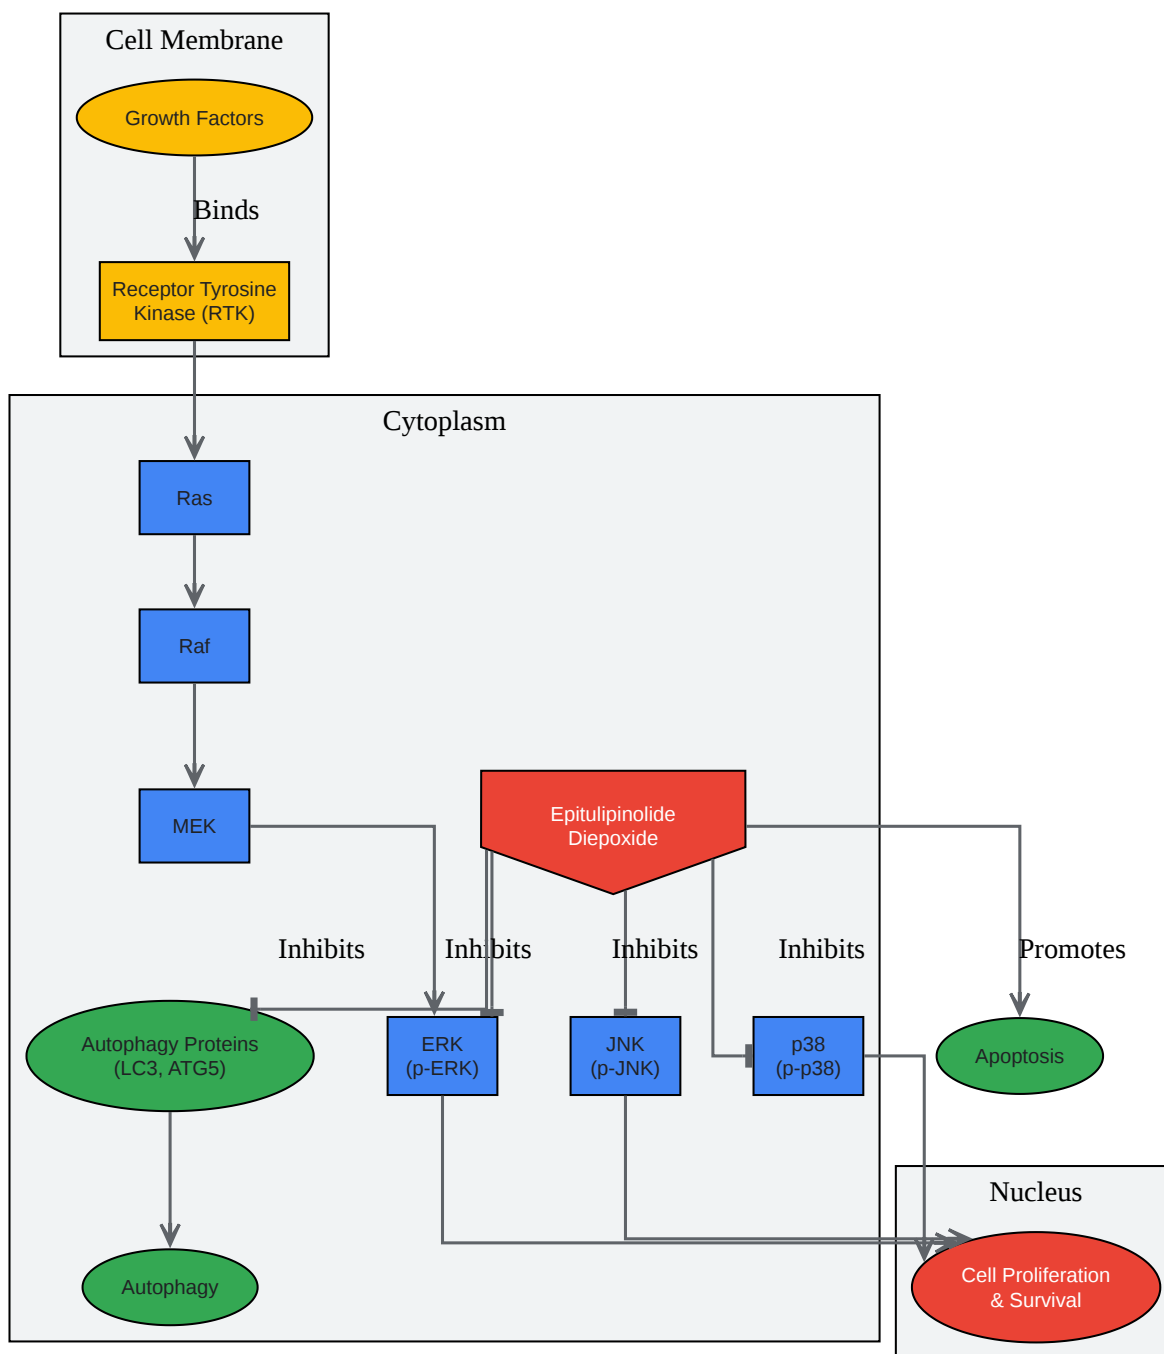 Cell Membrane
Growth Factors
Binds
Receptor Tyrosine
Kinase (RTK)
Cytoplasm
Ras
Raf
MEK
Epitulipinolide
Diepoxide
Inhibits
Inhibits
Inhibits
Inhibits
Promotes
Autophagy Proteins
(LC3, ATG5)
ERK
(p-ERK)
JNK
(p-JNK)
p38
(p-p38)
Apoptosis
Nucleus
Autophagy
Cell Proliferation
& Survival